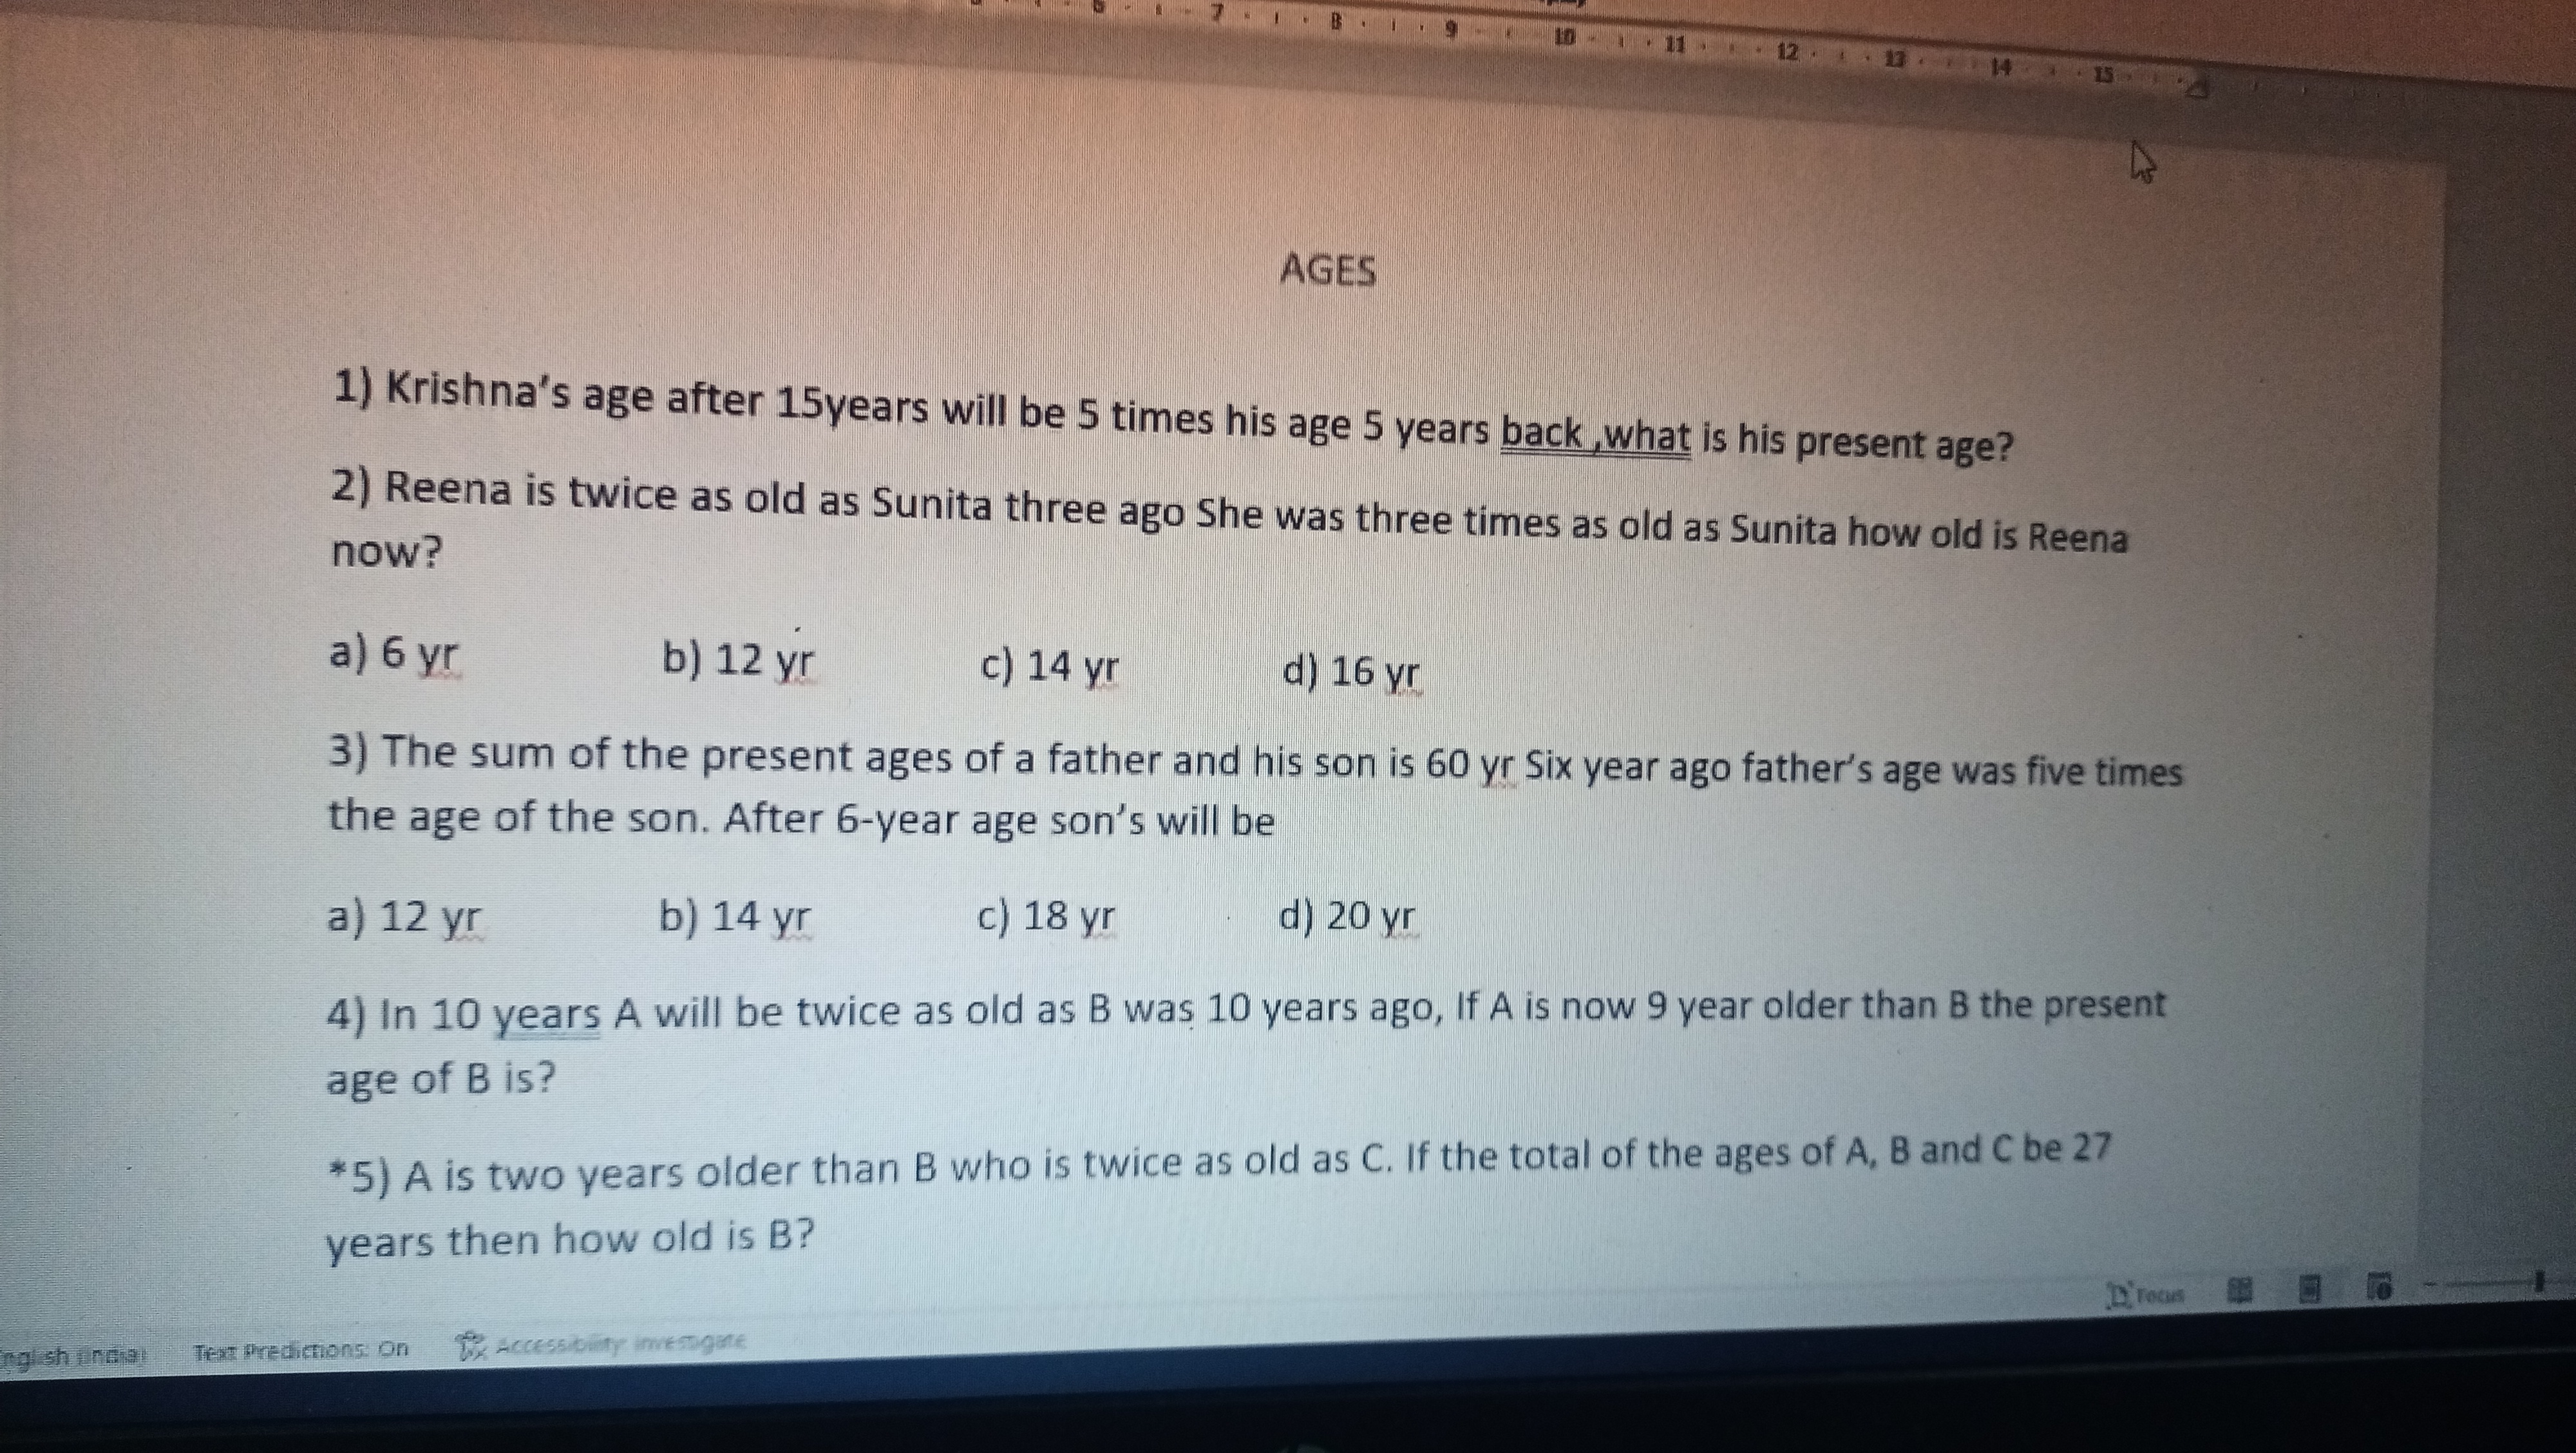 7 8 9 10 11 12 13 14 15
AGES
1) Krishna's age after 15years will be 5 times his age 5 years back ,what is his present age?
2) Reena is twice as old as Sunita three ago She was three times as old as Sunita how old is Reena
now?
a) 6 yr b) 12 yr c) 14 yr d) 16 yr
3) The sum of the present ages of a father and his son is 60 yr Six year ago father's age was five times
the age of the son. After 6-year age son's will be
a) 12 yr b) 14 yr c) 18 yr d) 20 yr
4) In 10 years A will be twice as old as B was 10 years ago, If A is now 9 year older than B the present
age of B is?
*5) A is two years older than B who is twice as old as C. If the total of the ages of A, B and C be 27
years then how old is B?
Focus
Text Predictions: On Accessibility: Investigate